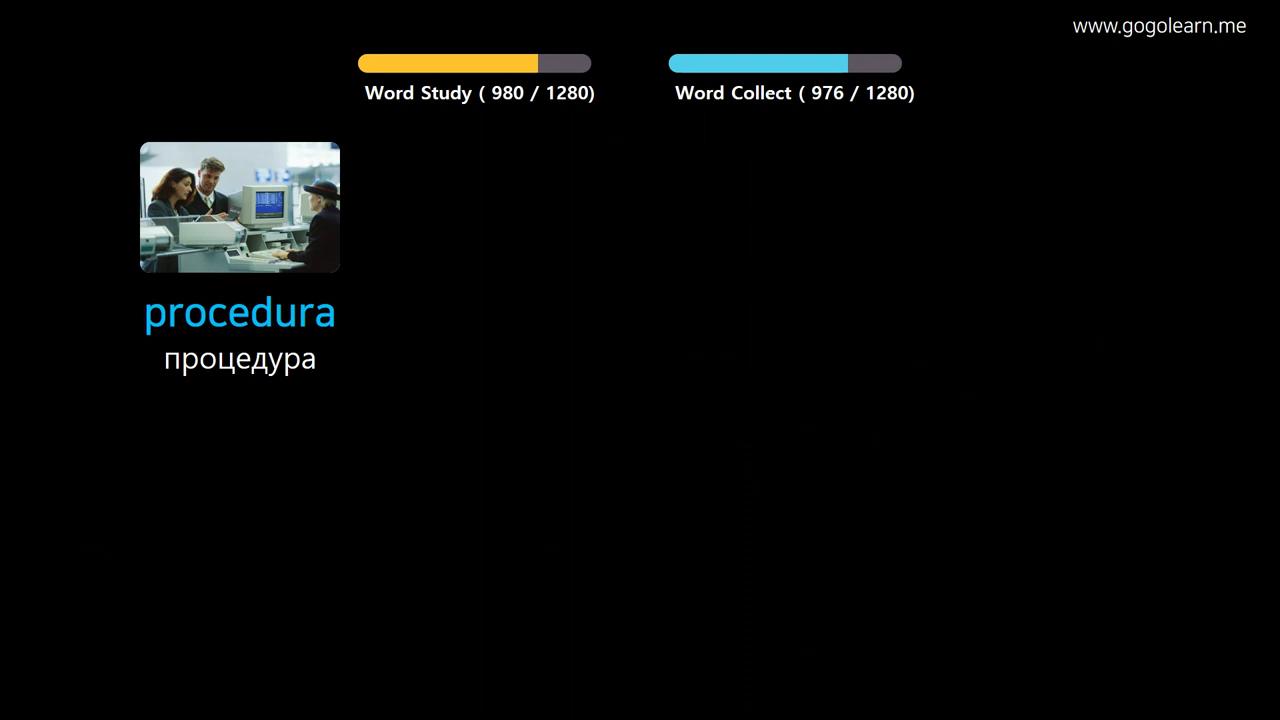 www.gogolearn.me
Word Study ( 980 / 1280)
Word Collect ( 976 / 1280)
procedura
процедура